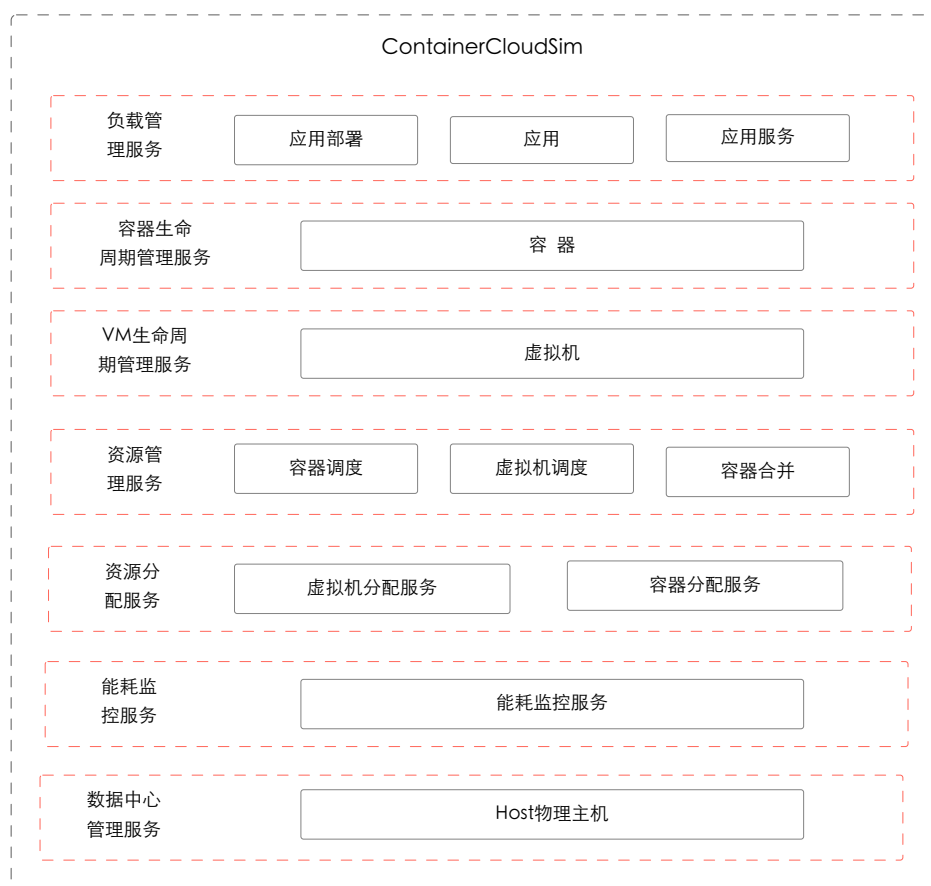 ContainerCloudSim
负载管
理服务
应用部署
应用
应用服务
容器生命
周期管理服务
容 器
VM生命周
期管理服务
虚拟机
资源管
理服务
容器调度
虚拟机调度
容器合并
资源分
配服务
虚拟机分配服务
容器分配服务
能耗监
控服务
能耗监控服务
数据中心
管理服务
Host物理主机